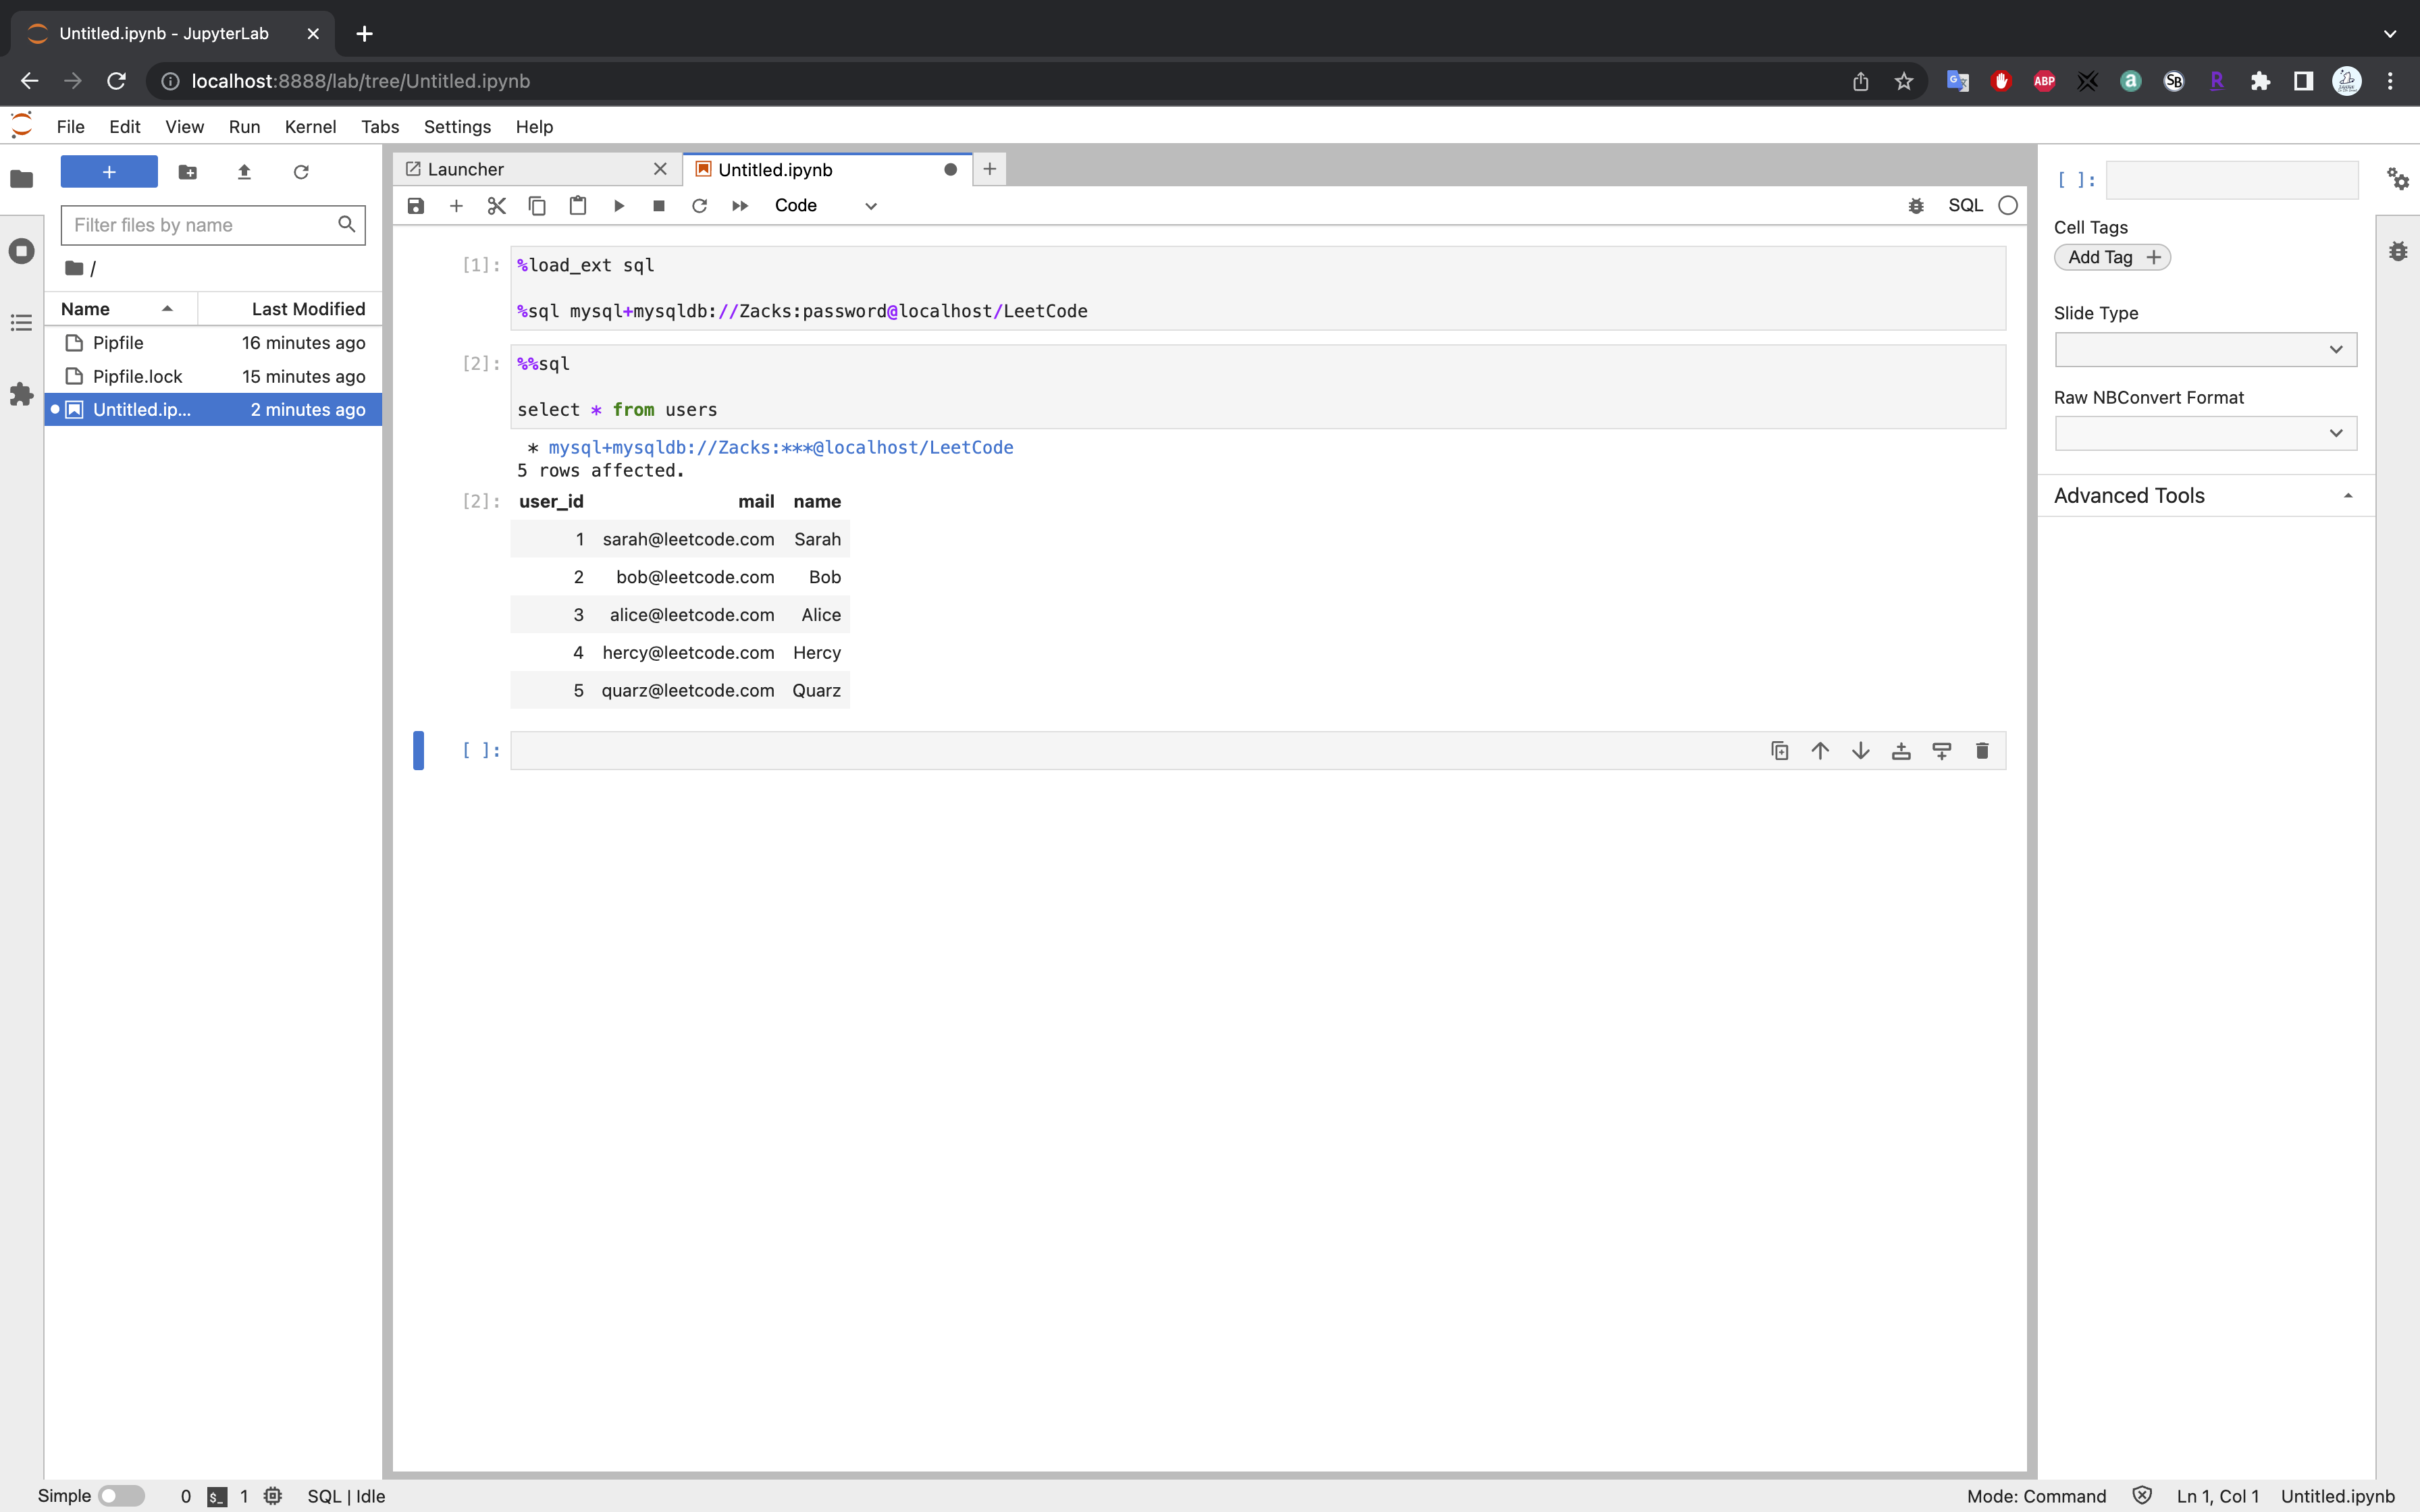 Untitled.ipynb - JupyterLab
localhost:8888/lab/tree/Untitled.ipynb
ABP
a
SB
R
File Edit View Run Kernel Tabs Settings Help
Launcher
Untitled.ipynb
Code
SQL
Filter files by name
/
Name Last Modified
Pipfile 16 minutes ago
Pipfile.lock 15 minutes ago
Untitled.ip... 2 minutes ago
[1]: %load_ext sql
%sql mysql+mysqldb://Zacks:password@localhost/LeetCode
[2]: %%sql
select * from users
* mysql+mysqldb://Zacks:***@localhost/LeetCode
5 rows affected.
[2]: user_id mail name
1 sarah@leetcode.com Sarah
2 bob@leetcode.com Bob
3 alice@leetcode.com Alice
4 hercy@leetcode.com Hercy
5 quarz@leetcode.com Quarz
[ ]:
[ ]:
Cell Tags
Add Tag +
Slide Type
Raw NBConvert Format
Advanced Tools
Simple 0 $_ 1 SQL | Idle
Mode: Command Ln 1, Col 1 Untitled.ipynb